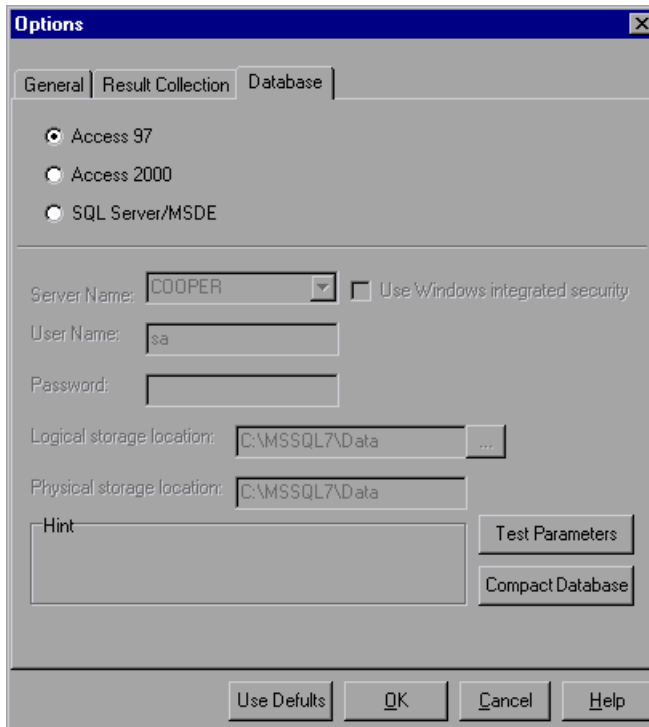 Options
General Result Collection Database
Access 97
Access 2000
SQL Server/MSDE
Server Name: COOPER Use Windows integrated security
User Name: sa
Password:
Logical storage location: C:\MSSQL7\Data ...
Physical storage location: C:\MSSQL7\Data
Hint
Test Parameters
Compact Database
Use Defults OK Cancel Help